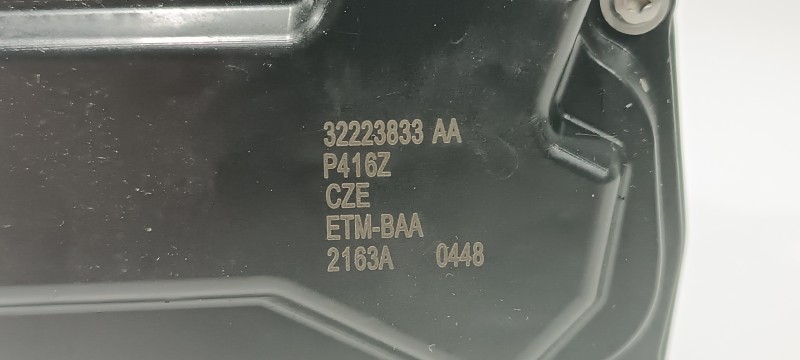 32223833 AA
P416Z
CZE
ETM-BAA
2163A 0448